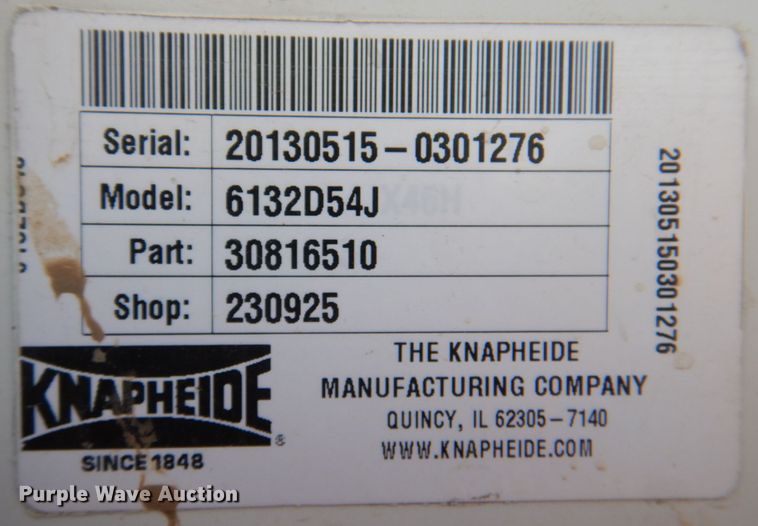 Serial: 20130515-0301276
Model: 6132D54J
Part: 30816510
Shop: 230925
201305150301276
KNAPHEIDE®
SINCE 1848
THE KNAPHEIDE
MANUFACTURING COMPANY
QUINCY, IL 62305-7140
WWW.KNAPHEIDE.COM
Purple Wave Auction